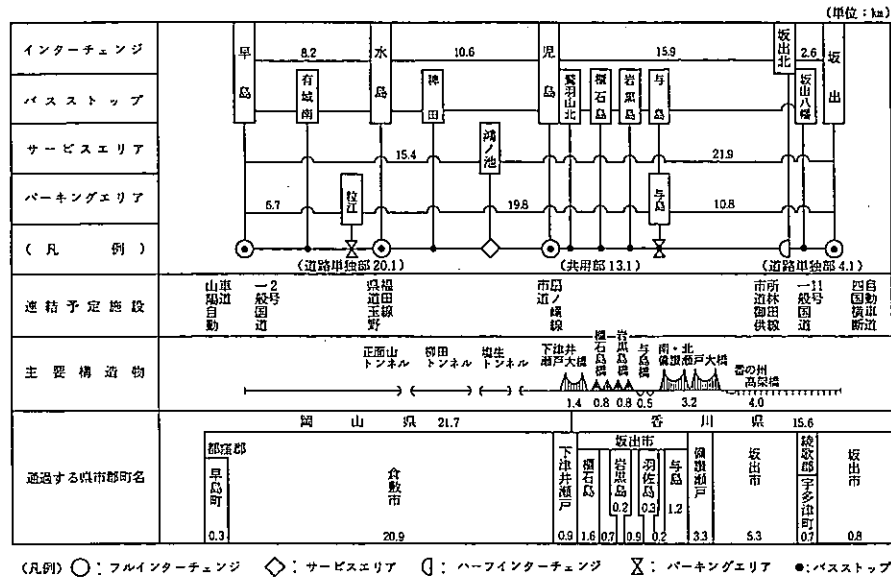 (単位:km)
インターチェンジ
早島
8.2
水島
10.6
児島
15.9
坂出北
2.6
坂出
バスストップ
有城南
稗田
鷲羽山北
櫃石島
岩黒島
与島
坂出八幡
サービスエリア
15.4
鴻ノ池
21.9
パーキングエリア
5.7
粒江
19.8
与島
10.8
(凡例)
(道路単独部 20.1)
(共用部 13.1)
(道路単独部 4.1)
連結予定施設
山陽自動車道
一般国道2号
県道玉野福田線
市道扇ノ嵶線
市道御供所林田線
一般国道11号
四国横断自動車道
主要構造物
正面山トンネル
柳田トンネル
塩生トンネル
下津井瀬戸大橋
櫃石島橋
岩黒島橋
与島橋
南・北備讃瀬戸大橋
番の州高架橋
1.4
0.8
0.8
0.5
3.2
4.0
通過する県市郡町名
岡山県 21.7
香川県 15.6
都窪郡
早島町
0.3
倉敷市
20.9
下津井瀬戸
0.9
坂出市
櫃石島
1.6
0.7
岩黒島
0.2
0.9
羽佐島
0.3
0.2
与島
1.2
備讃瀬戸
3.3
坂出市
5.3
綾歌郡
宇多津町
0.7
坂出市
0.8
(凡例) : フルインターチェンジ : サービスエリア : ハーフインターチェンジ : パーキングエリア : バスストップ